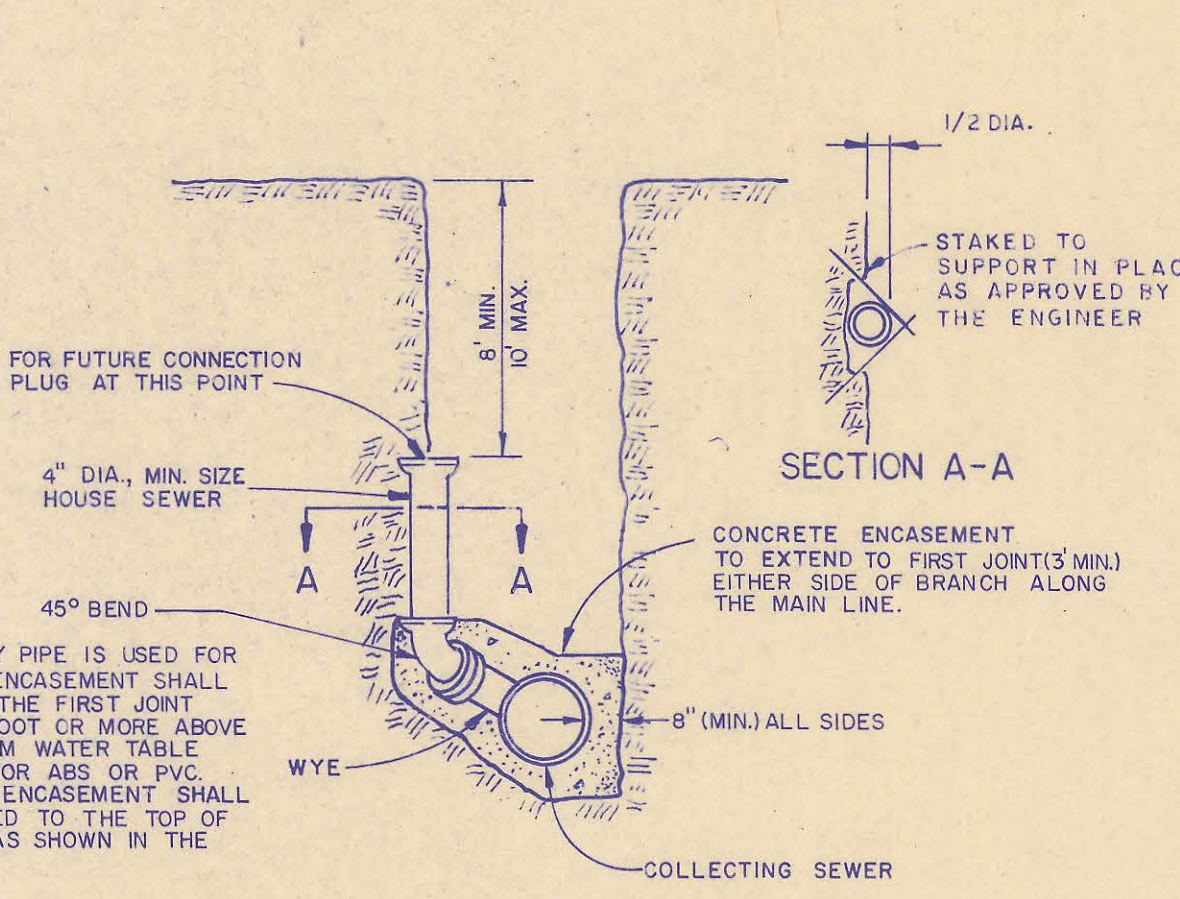 1/2 DIA.
STAKED TO
SUPPORT IN PLAC
AS APPROVED BY
THE ENGINEER
8' MIN.
10' MAX.
FOR FUTURE CONNECTION
PLUG AT THIS POINT
SECTION A-A
4" DIA., MIN. SIZE
HOUSE SEWER
CONCRETE ENCASEMENT
TO EXTEND TO FIRST JOINT(3' MIN.)
EITHER SIDE OF BRANCH ALONG
THE MAIN LINE.
A A
45° BEND
Y PIPE IS USED FOR
ENCASEMENT SHALL
THE FIRST JOINT
OOT OR MORE ABOVE
M WATER TABLE
OR ABS OR PVC.
ENCASEMENT SHALL
ED TO THE TOP OF
AS SHOWN IN THE
8" (MIN.) ALL SIDES
WYE
COLLECTING SEWER